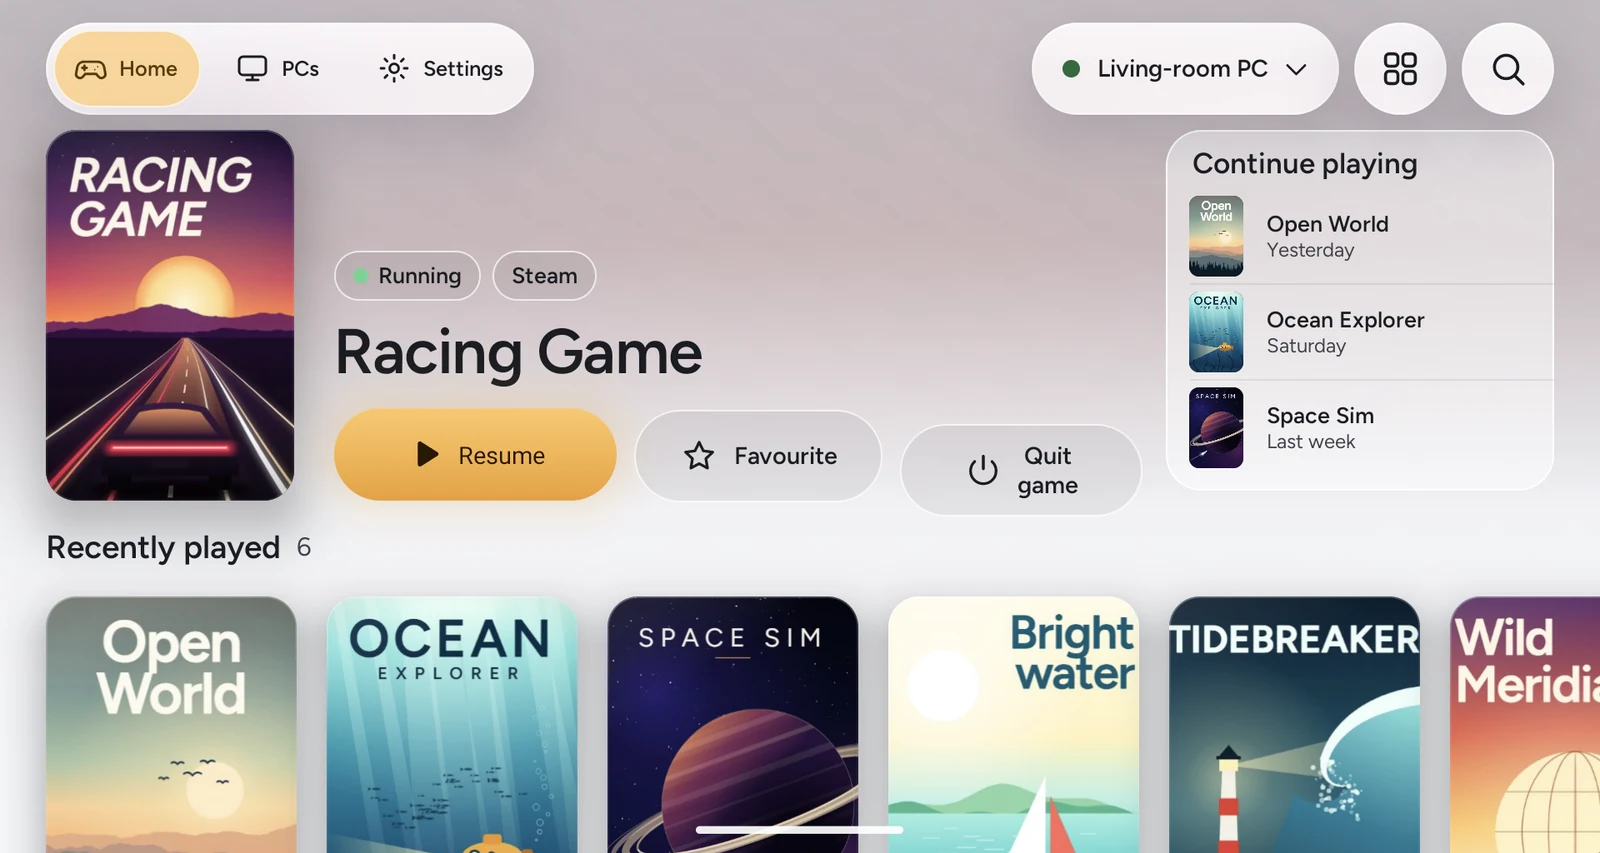 Home
PCs
Settings
Living-room PC
RACING
GAME
Running
Steam
Racing Game
Resume
Favourite
Quit
game
Continue playing
Open
World
Open World
Yesterday
OCEAN
EXPLORER
Ocean Explorer
Saturday
SPACE SIM
Space Sim
Last week
Recently played 6
Open
World
OCEAN
EXPLORER
SPACE SIM
Bright
water
TIDEBREAKER
Wild